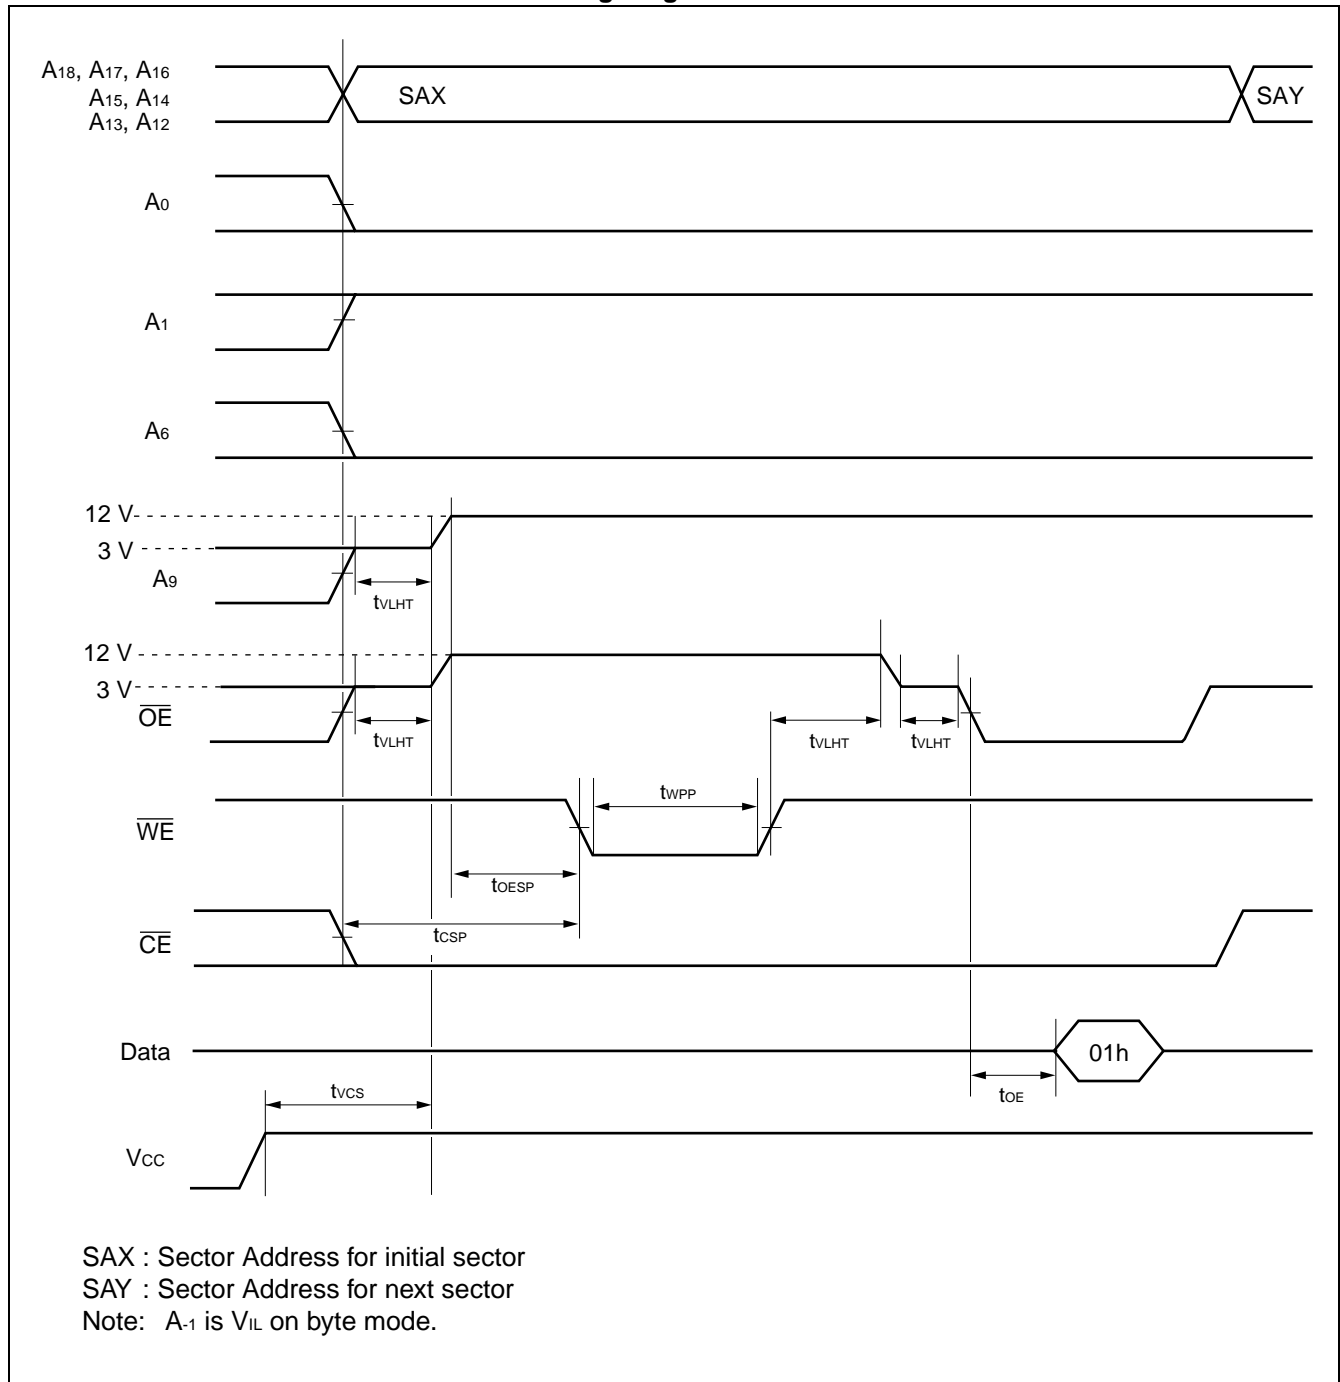 A18, A17, A16
A15, A14
A13, A12
SAX
SAY
A0
A1
A6
12 V
3 V
A9
tVLHT
12 V
3 V
OE
tVLHT
tVLHT
tVLHT
tWPP
WE
tOESP
tCSP
CE
Data
01h
tOE
tVCS
VCC
SAX : Sector Address for initial sector
SAY : Sector Address for next sector
Note: A-1 is VIL on byte mode.